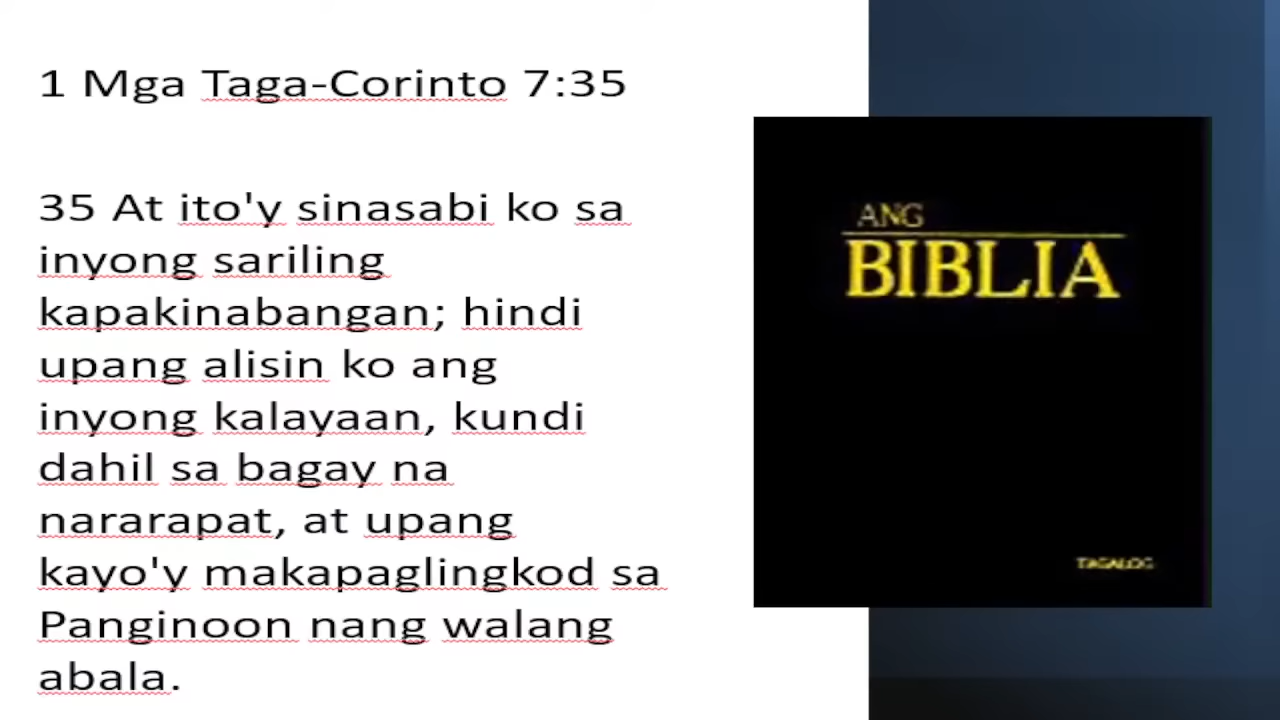 1 Mga Taga-Corinto 7:35
35 At ito'y sinasabi ko sa
inyong sariling
kapakinabangan; hindi
upang alisin ko ang
inyong kalayaan, kundi
dahil sa bagay na
nararapat, at upang
kayo'y makapaglingkod sa
Panginoon nang walang
abala.
ANG
BIBLIA
TAGALOG